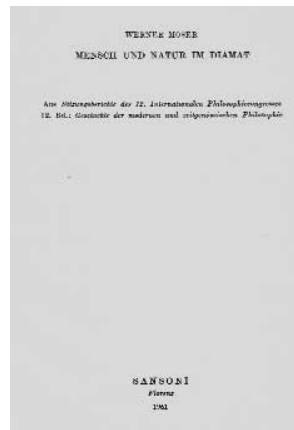 WERNER MOSER
MENSCH UND NATUR IM DIAMAT
Aus Sitzungsberichte des 12. Internationalen Philosophiekongresses
12. Bd.: Geschichte der modernen und zeitgenössischen Philosophie
SANSONI
Florenz
1961